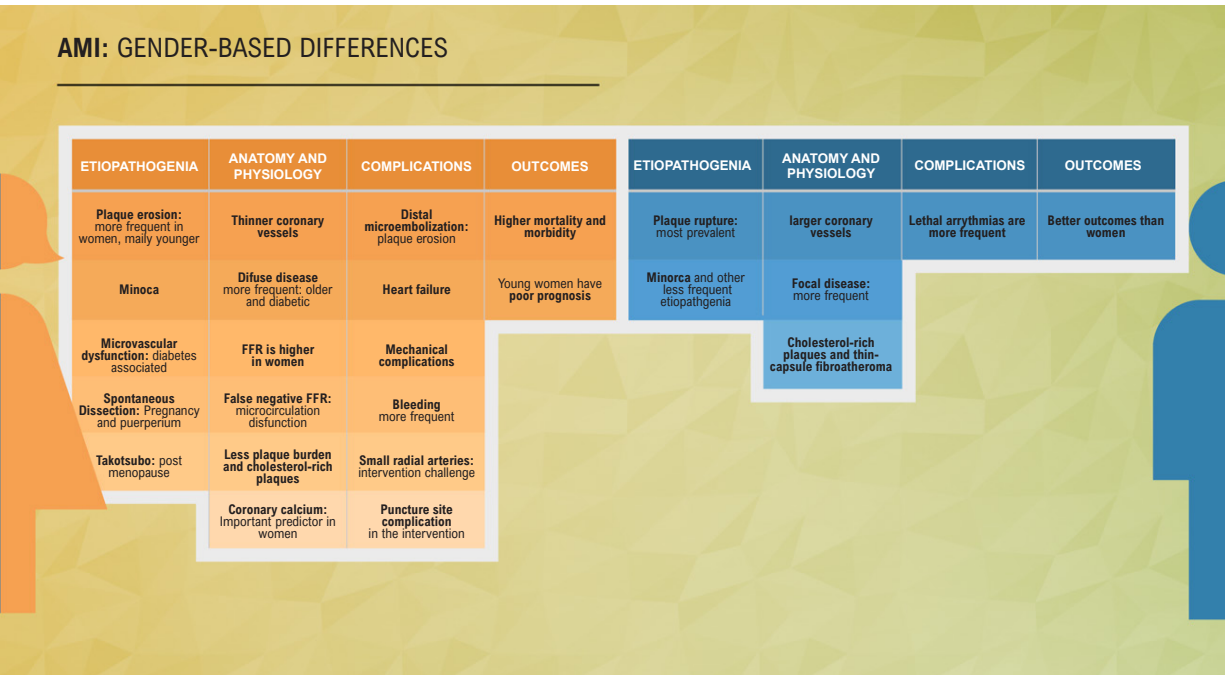 AMI: GENDER-BASED DIFFERENCES
ETIOPATHOGENIA
Plaque erosion:
more frequent in
women, maily younger
Minoca
Microvascular
dysfunction: diabetes
associated
Spontaneous
Dissection: Pregnancy
and puerperium
Takotsubo: post
menopause
ANATOMY AND
PHYSIOLOGY
Thinner coronary
vessels
Difuse disease
more frequent: older
and diabetic
FFR is higher
in women
False negative FFR:
microcirculation
disfunction
Less plaque burden
and cholesterol-rich
plaques
Coronary calcium:
Important predictor in
women
COMPLICATIONS
Distal
microembolization:
plaque erosion
Heart failure
Mechanical
complications
Bleeding
more frequent
Small radial arteries:
intervention challenge
Puncture site
complication
in the intervention
OUTCOMES
Higher mortality and
morbidity
Young women have
poor prognosis
ETIOPATHOGENIA
Plaque rupture:
most prevalent
Minorca and other
less frequent
etiopathgenia
ANATOMY AND
PHYSIOLOGY
larger coronary
vessels
Focal disease:
more frequent
Cholesterol-rich
plaques and thin-
capsule fibroatheroma
COMPLICATIONS
Lethal arrythmias are
more frequent
OUTCOMES
Better outcomes than
women